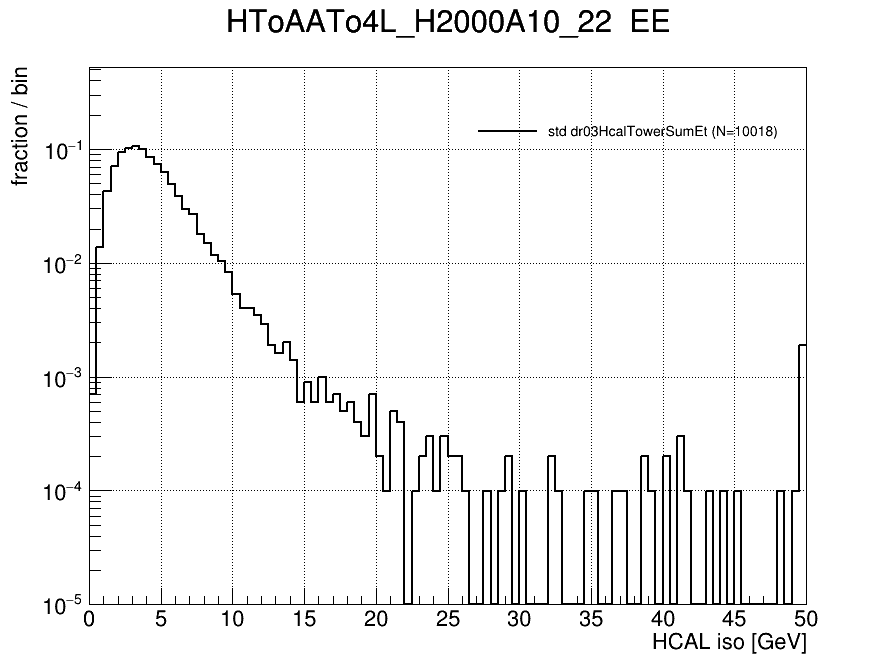 HToAATo4L_H2000A10_22 EE
fraction / bin
std dr03HcalTowerSumEt (N=10018)
10⁻¹
10⁻²
10⁻³
10⁻⁴
10⁻⁵
0 5 10 15 20 25 30 35 40 45 50
HCAL iso [GeV]